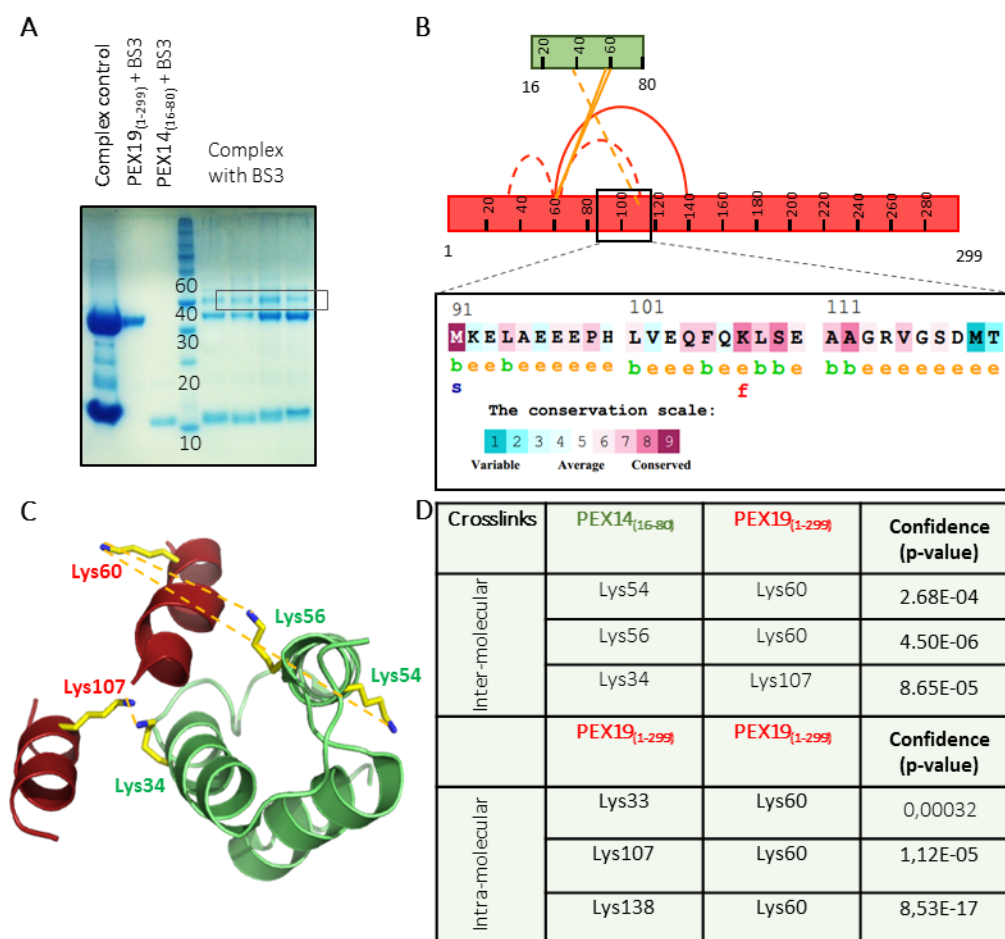 A
Complex control
PEX19(1-299) + BS3
PEX14(16-80) + BS3
Complex
with BS3
60
40
30
20
10
B
20
40
60
16
80
20
40
60
80
100
120
140
160
180
200
220
240
260
280
1
299
91 101 111
MKELAEEEPH LVEQFQKLSE AAGRVGSDMT
beebeeeeee beeebeebbe bbeeeeeeee
s f
The conservation scale:
1 2 3 4 5 6 7 8 9
Variable Average Conserved
C
Lys60
Lys56
Lys54
Lys107
Lys34
D
Crosslinks PEX14(16-80) PEX19(1-299) Confidence
(p-value)
Inter-molecular
Lys54 Lys60 2.68E-04
Lys56 Lys60 4.50E-06
Lys34 Lys107 8.65E-05
PEX19(1-299) PEX19(1-299) Confidence
(p-value)
Intra-molecular
Lys33 Lys60 0,00032
Lys107 Lys60 1,12E-05
Lys138 Lys60 8,53E-17